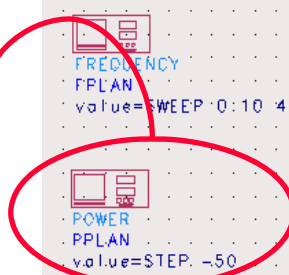 FREQUENCY
FPLAN
value=SWEEP 0:10 4
POWER
PPLAN
value=STEP -50